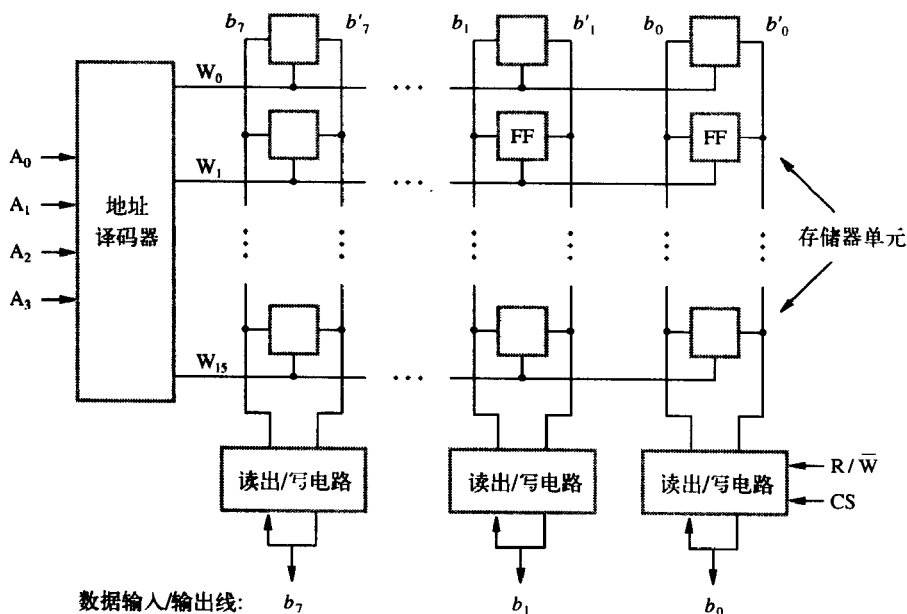 b₇ b'₇ b₁ b'₁ b₀ b'₀
W₀ ...
FF FF
A₀ W₁
A₁ 地址
译码器
存储器单元
A₂
A₃
W₁₅ ...
读出/写电路 读出/写电路 读出/写电路 R/W̅
CS
数据输入/输出线: b₇ b₁ b₀